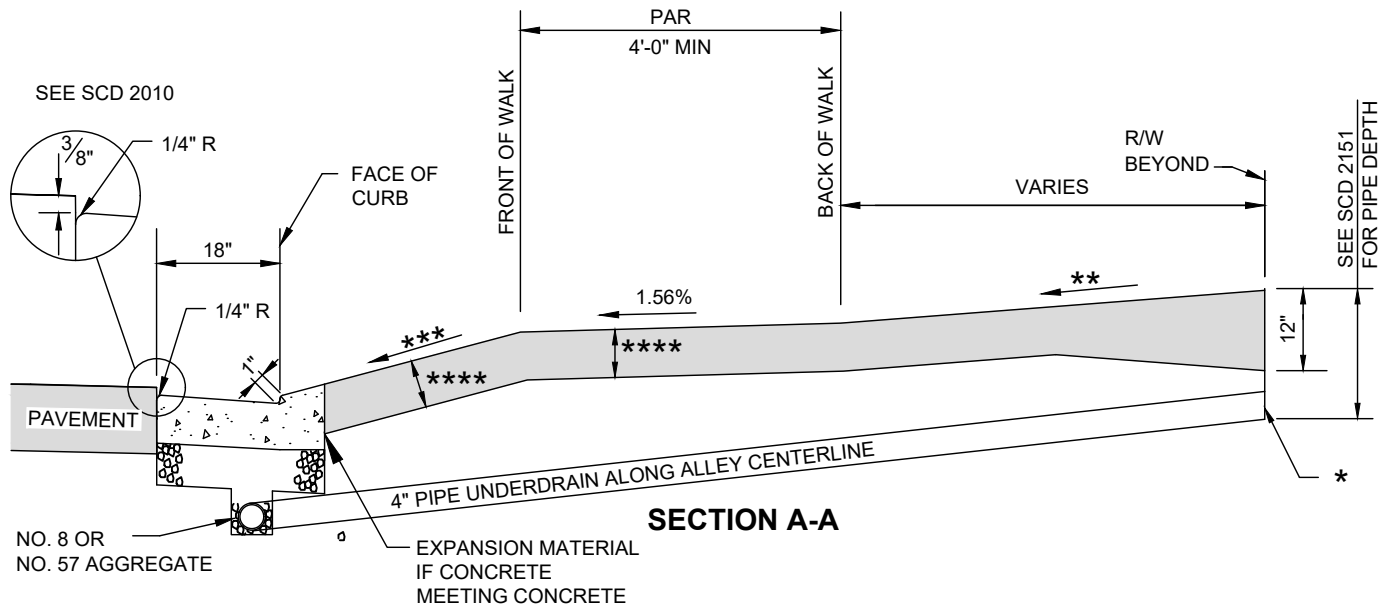 PAR
4'-0" MIN
SEE SCD 2010
3/8"
1/4" R
FACE OF
CURB
FRONT OF WALK
BACK OF WALK
R/W
BEYOND
VARIES
SEE SCD 2151
FOR PIPE DEPTH
18"
1/4" R
1"
1.56%
**
***
****
****
12"
PAVEMENT
4" PIPE UNDERDRAIN ALONG ALLEY CENTERLINE
*
SECTION A-A
NO. 8 OR
NO. 57 AGGREGATE
EXPANSION MATERIAL
IF CONCRETE
MEETING CONCRETE